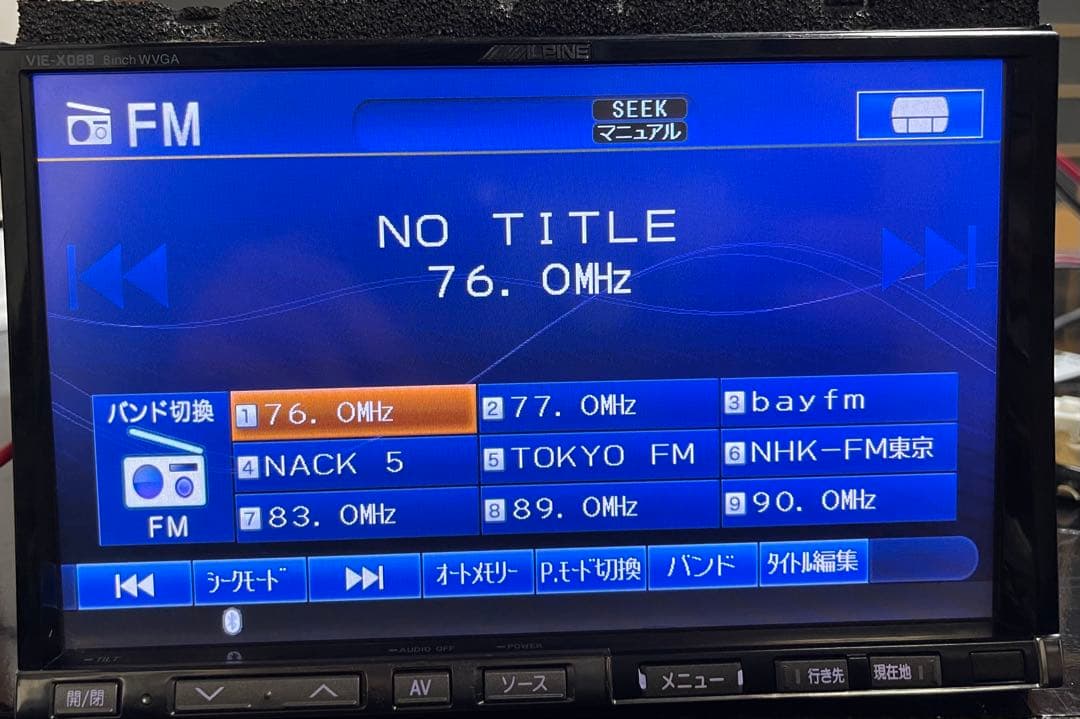 VIE-X088 8inch WVGA
ALPINE
FM
SEEK
マニュアル
NO TITLE
76.0MHz
バンド切換
FM
1 76.0MHz
2 77.0MHz
3 bayfm
4 NACK 5
5 TOKYO FM
6 NHK-FM東京
7 83.0MHz
8 89.0MHz
9 90.0MHz
シークモード
オートメモリー
P.モード切換
バンド
タイトル編集
TILT
AUDIO OFF
POWER
開/閉
AV
ソース
メニュー
行き先
現在地